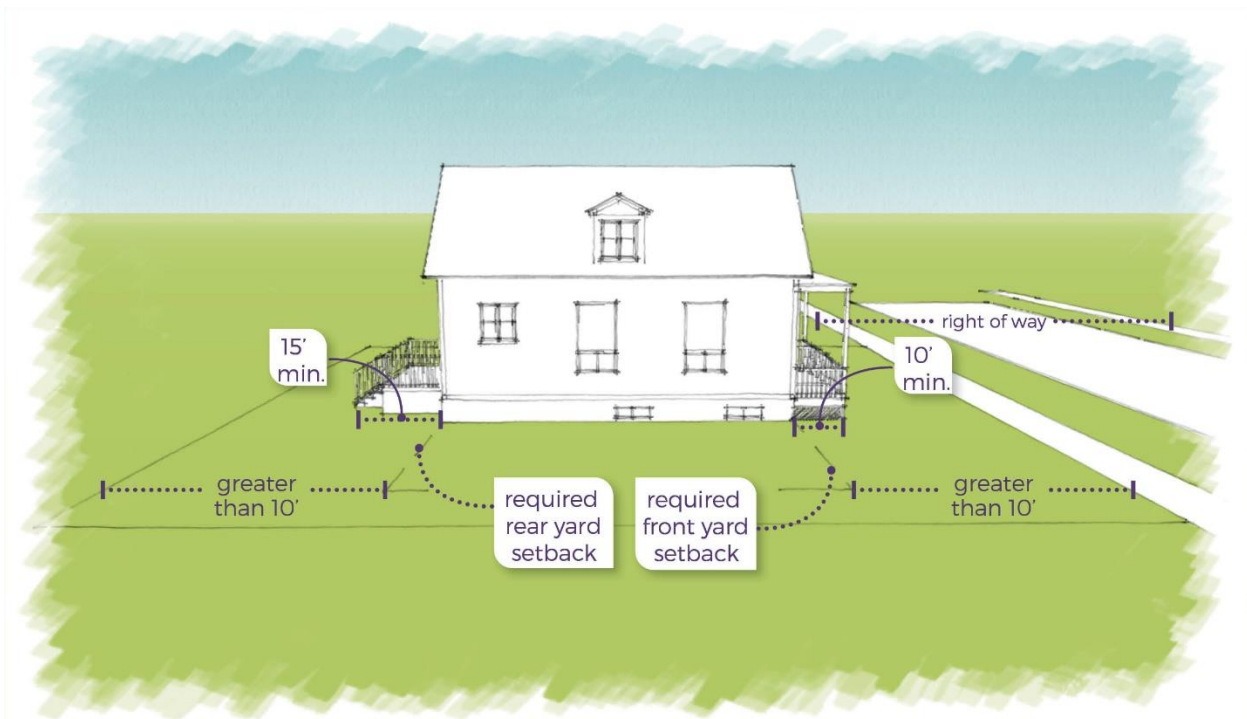 right of way
15’
min.
10’
min.
greater
than 10’
required
rear yard
setback
required
front yard
setback
greater
than 10’